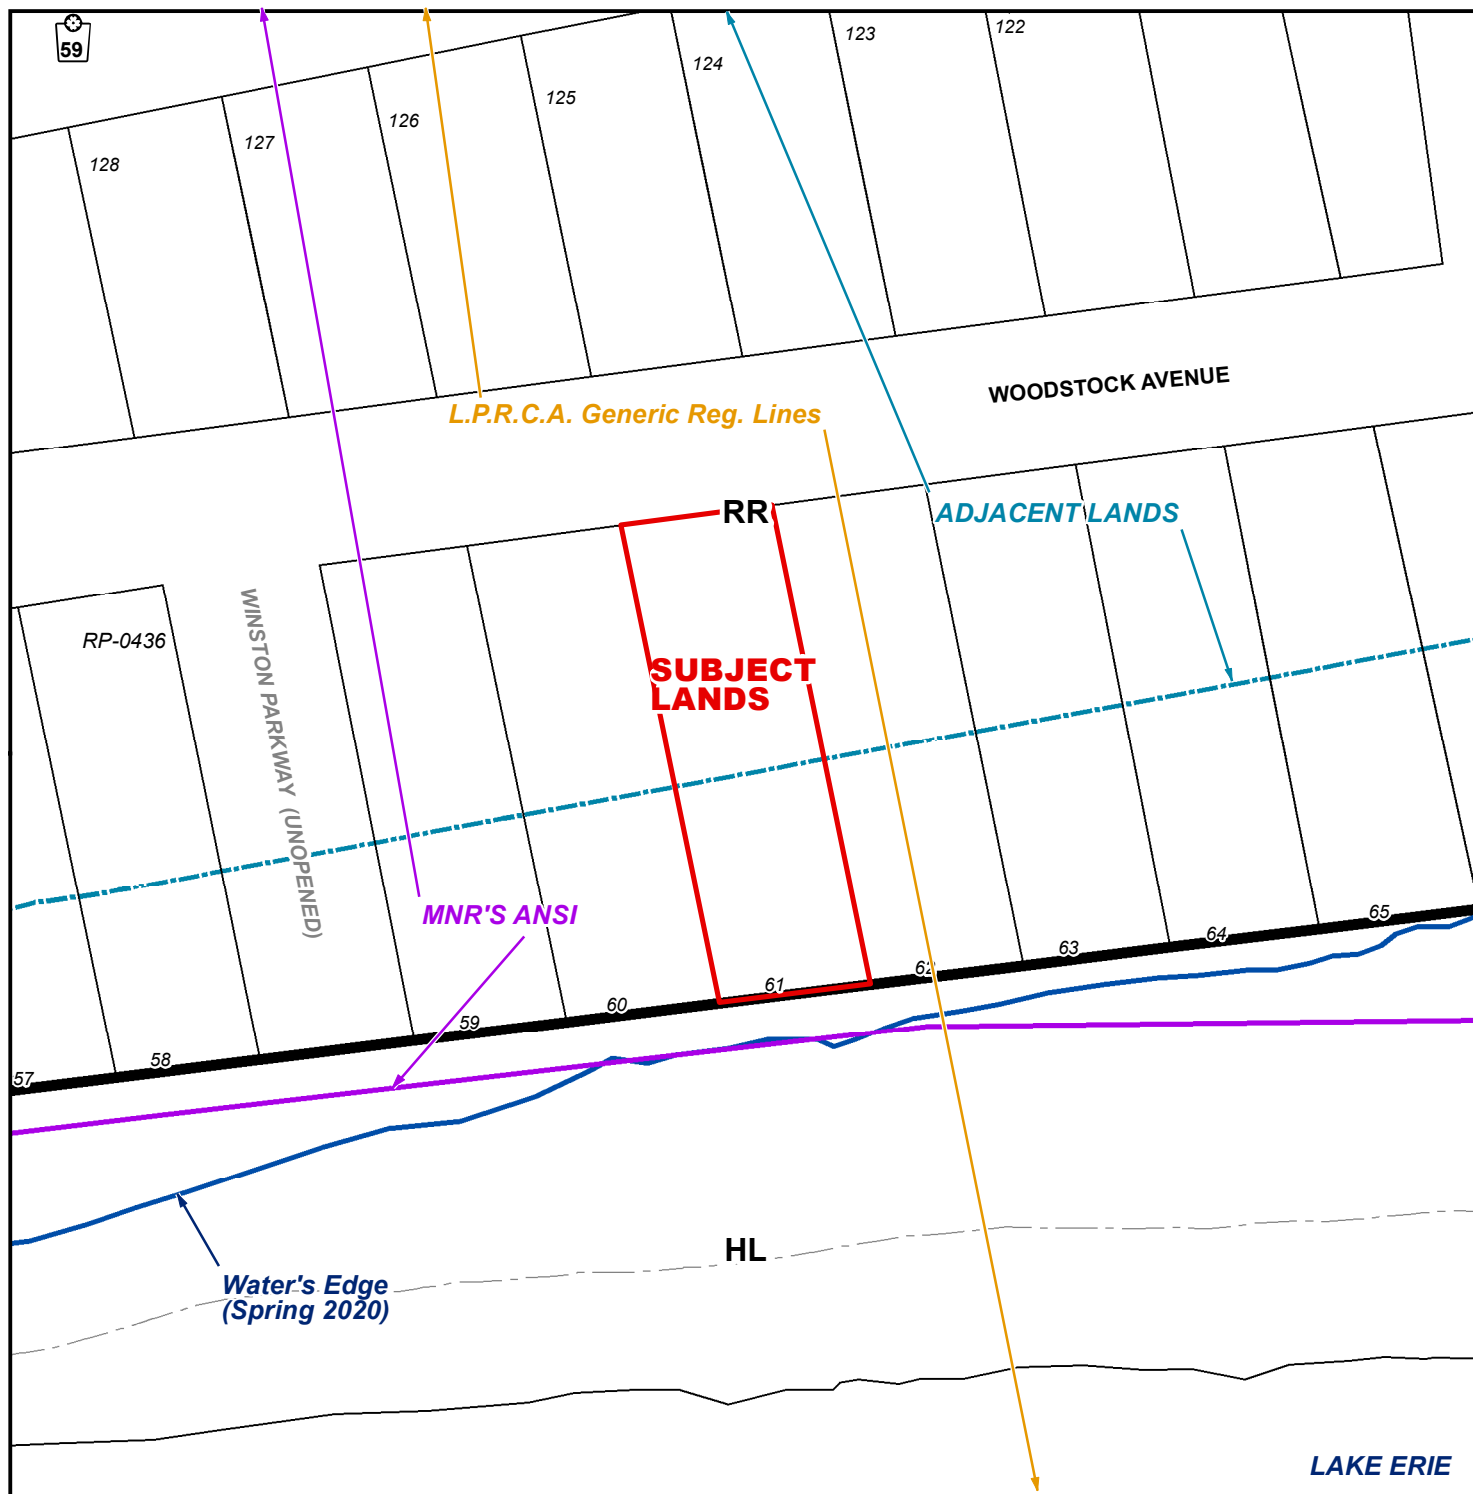 59
122
123
124
125
126
127
128
WOODSTOCK AVENUE
L.P.R.C.A. Generic Reg. Lines
RR
ADJACENT LANDS
RP-0436
WINSTON PARKWAY (UNOPENED)
SUBJECT
LANDS
MNR'S ANSI
65
64
63
62
61
60
59
58
57
HL
Water's Edge
(Spring 2020)
LAKE ERIE